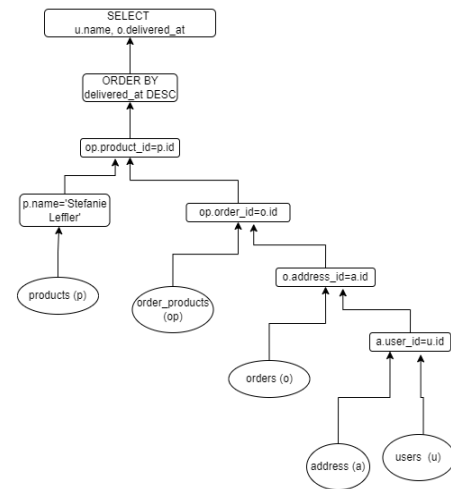 SELECT
u.name, o.delivered_at
ORDER BY
delivered_at DESC
op.product_id=p.id
p.name='Stefanie
Leffler'
op.order_id=o.id
products (p)
order_products
(op)
o.address_id=a.id
orders (o)
a.user_id=u.id
address (a)
users (u)